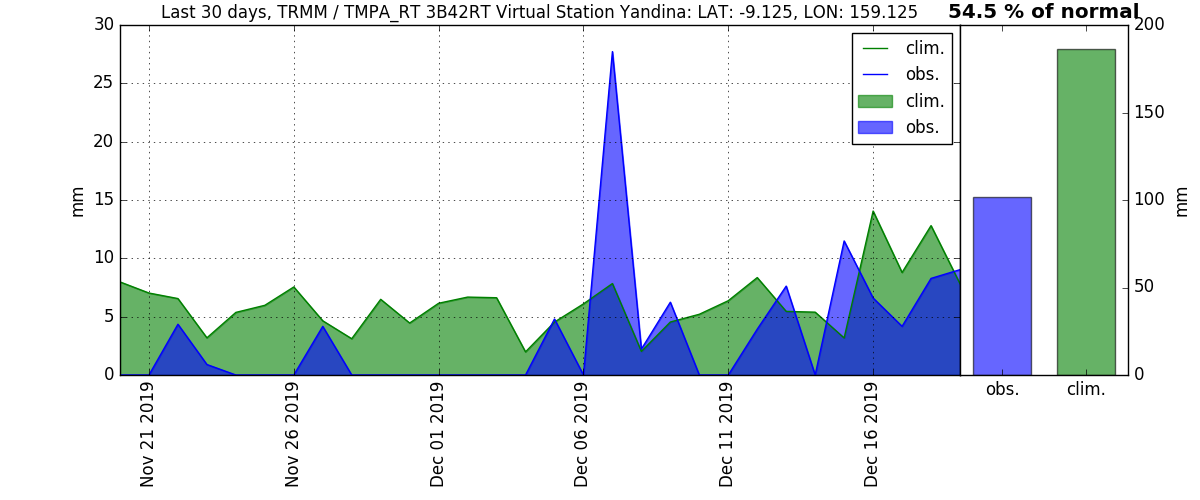 Last 30 days, TRMM / TMPA_RT 3B42RT Virtual Station Yandina: LAT: -9.125, LON: 159.125
54.5 % of normal
30
25
20
15
10
5
0
mm
clim.
obs.
clim.
obs.
Nov 21 2019
Nov 26 2019
Dec 01 2019
Dec 06 2019
Dec 11 2019
Dec 16 2019
200
150
100
50
0
mm
obs.
clim.